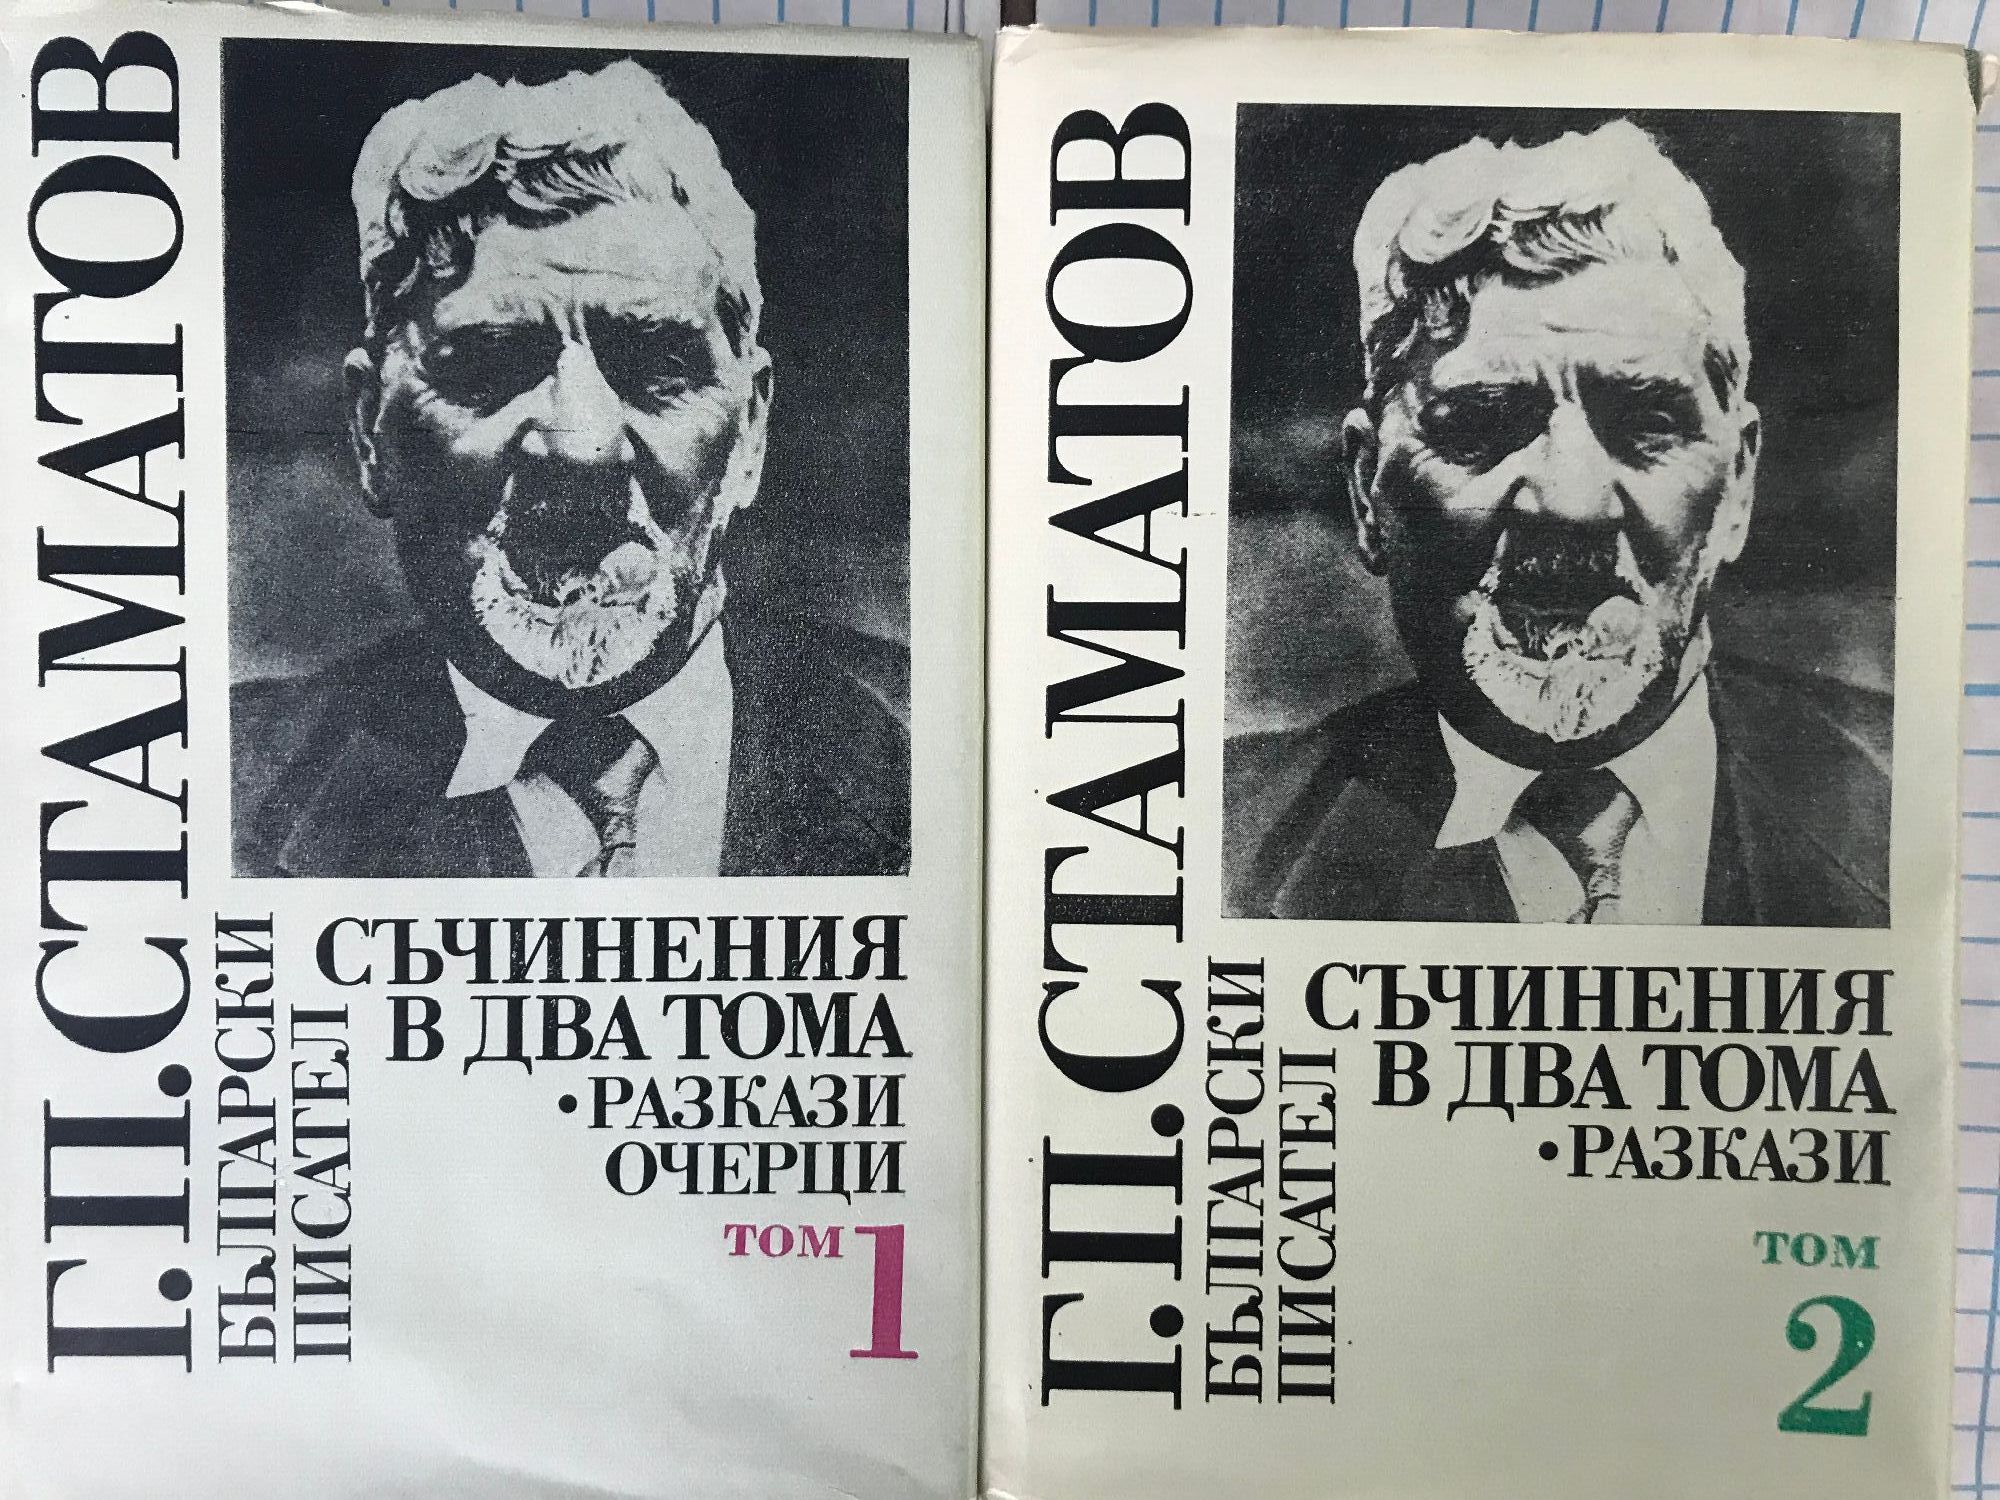 Г.П. СТАМАТОВ
БЪЛГАРСКИ
ПИСАТЕЛ
СЪЧИНЕНИЯ
В ДВА ТОМА
•РАЗКАЗИ
ОЧЕРЦИ
ТОМ 1
Г.П. СТАМАТОВ
БЪЛГАРСКИ
ПИСАТЕЛ
СЪЧИНЕНИЯ
В ДВА ТОМА
•РАЗКАЗИ
ТОМ
2